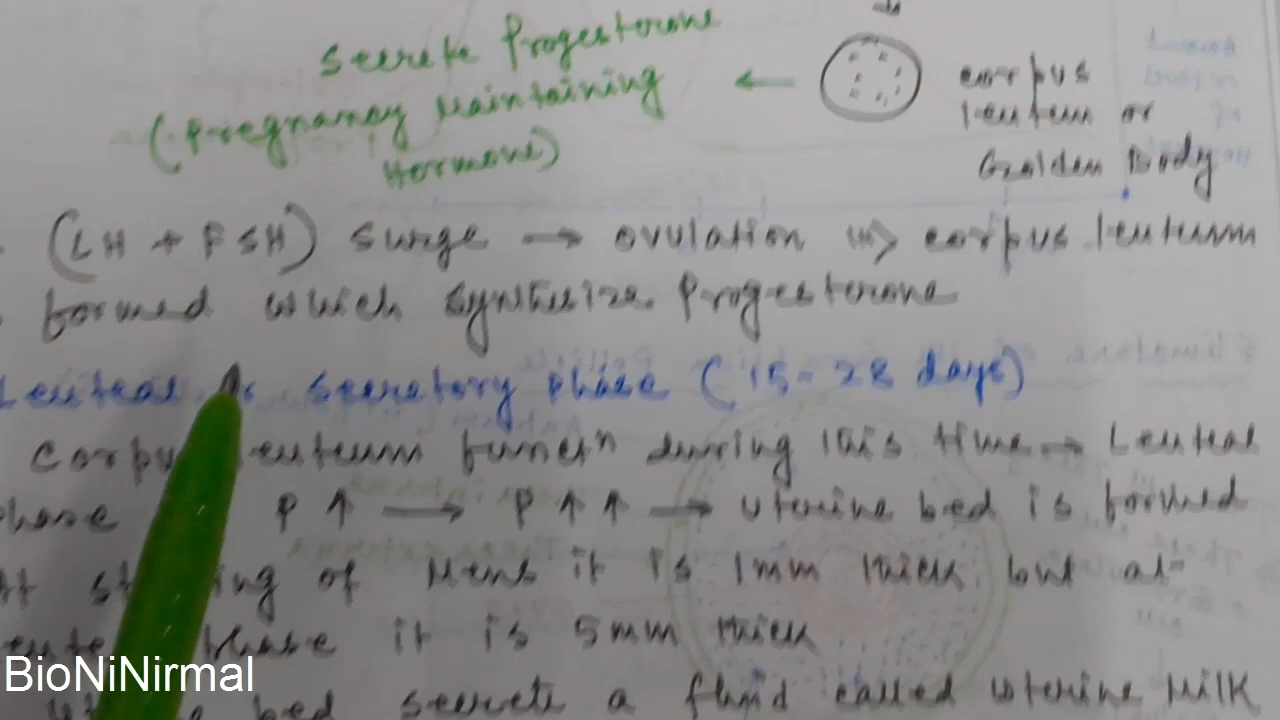 Secrete Progesterone
(Pregnancy Maintaining
Hormone)
corpus
leuteum or
Golden Body
(LH + FSH) surge → ovulation ⇒ corpus leuteum
formed which synthesize Progesterone
Leuteal or secretory phase (15-28 days)
corpus leuteum funcⁿ during this time → Leuteal
phase P ↑ → P ↑ ↑ → uterine bed is formed
At of Mens it is 1mm thick but at
phase it is 5mm thick
bed secrete a fluid called uterine Milk
BioNiNirmal